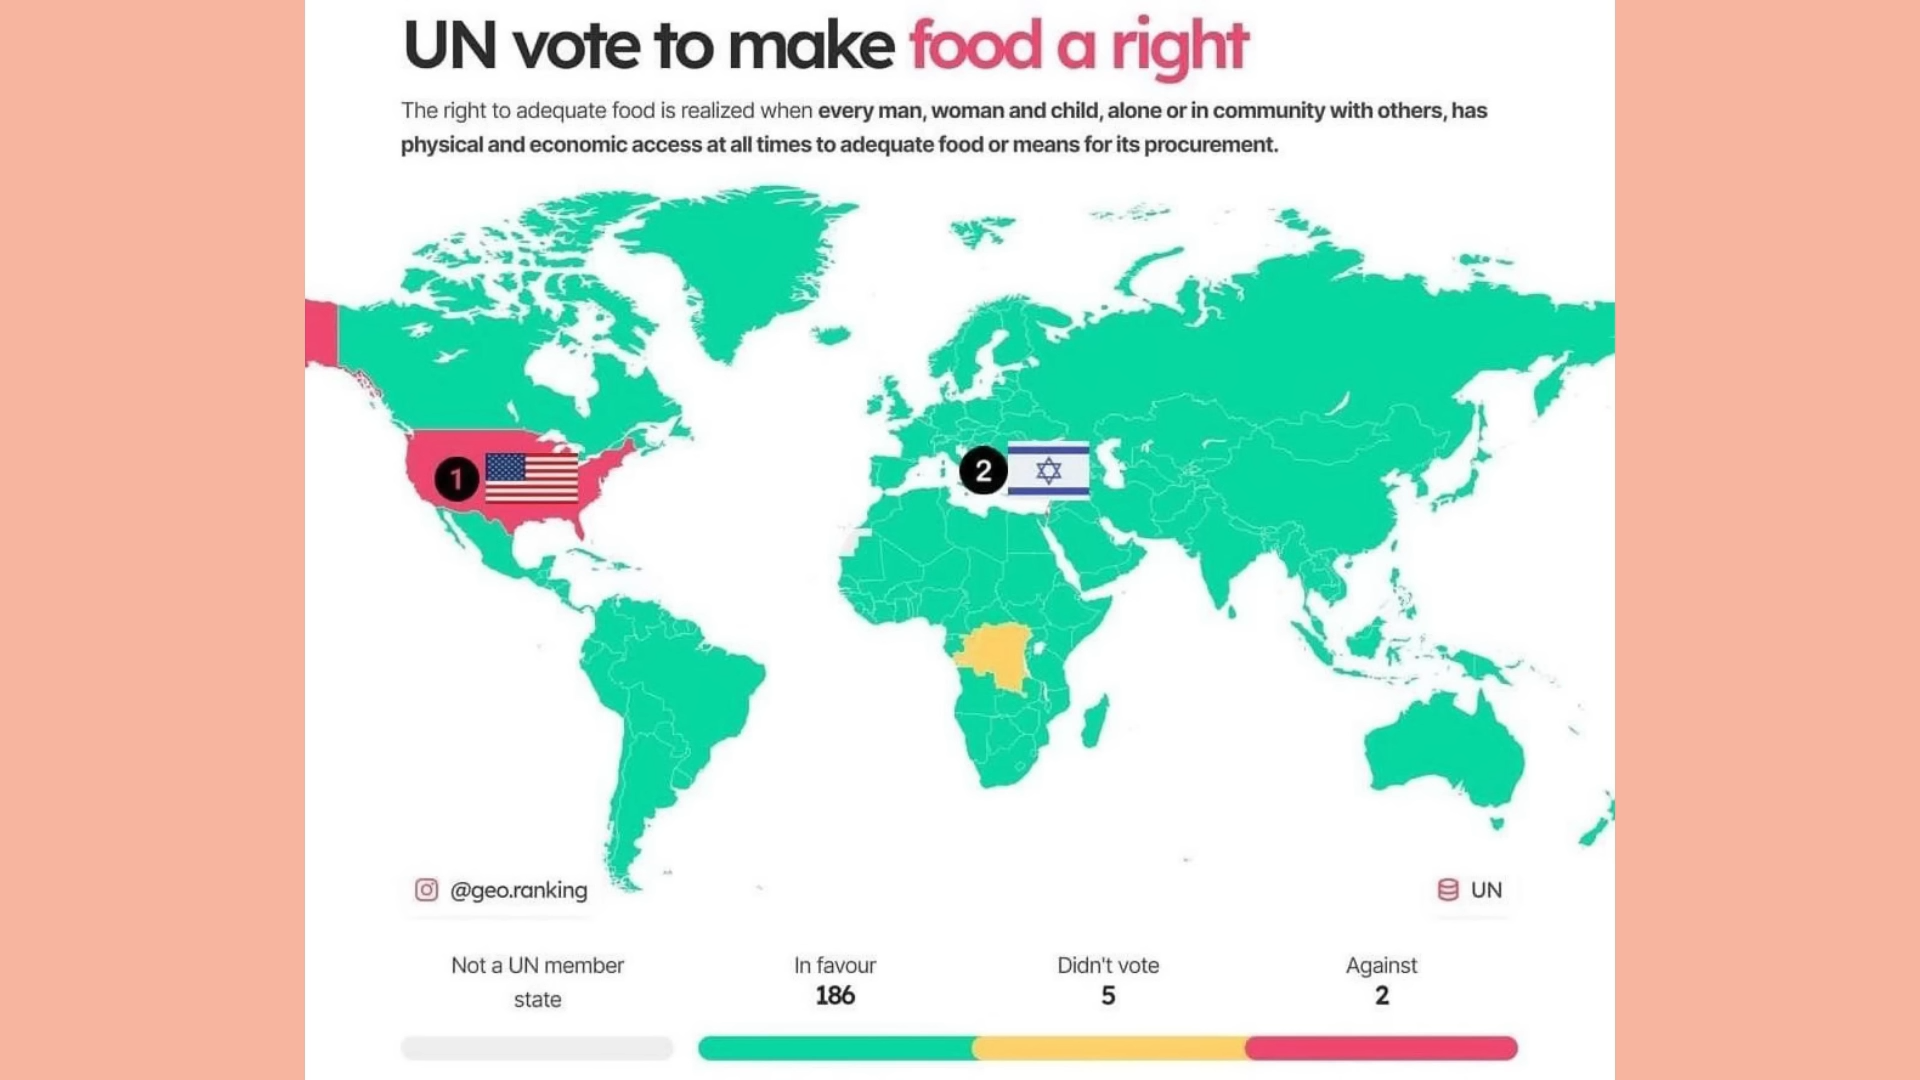 UN vote to make food a right
The right to adequate food is realized when every man, woman and child, alone or in community with others, has
physical and economic access at all times to adequate food or means for its procurement.
1
2
@geo.ranking
UN
Not a UN member
state
In favour
186
Didn't vote
5
Against
2